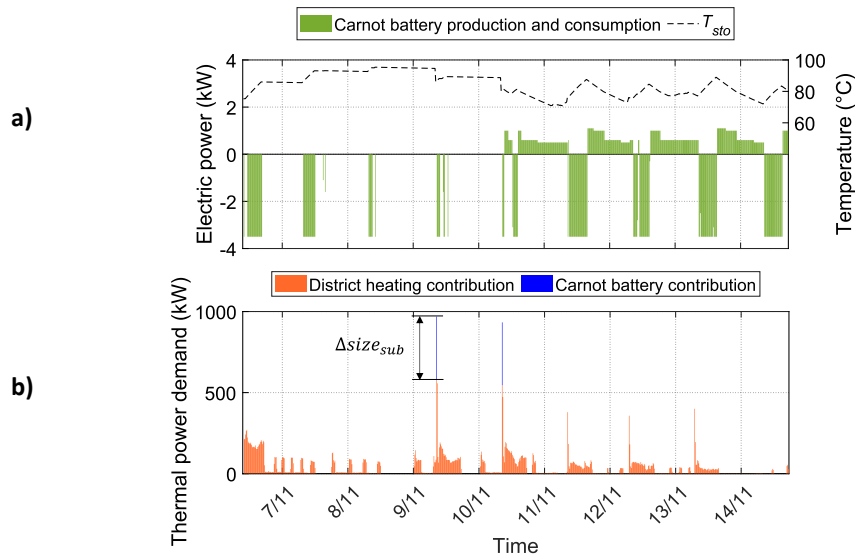 Carnot battery production and consumption T_sto
a)
Electric power (kW)
4
2
0
-2
-4
100
80
60
Temperature (°C)
District heating contribution Carnot battery contribution
b)
Thermal power demand (kW)
1000
500
0
Δsize_sub
7/11 8/11 9/11 10/11 11/11 12/11 13/11 14/11
Time